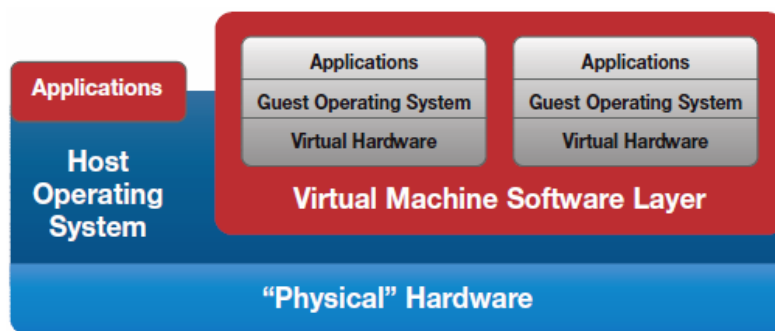 Applications
Host
Operating
System
Applications
Guest Operating System
Virtual Hardware
Applications
Guest Operating System
Virtual Hardware
Virtual Machine Software Layer
“Physical” Hardware